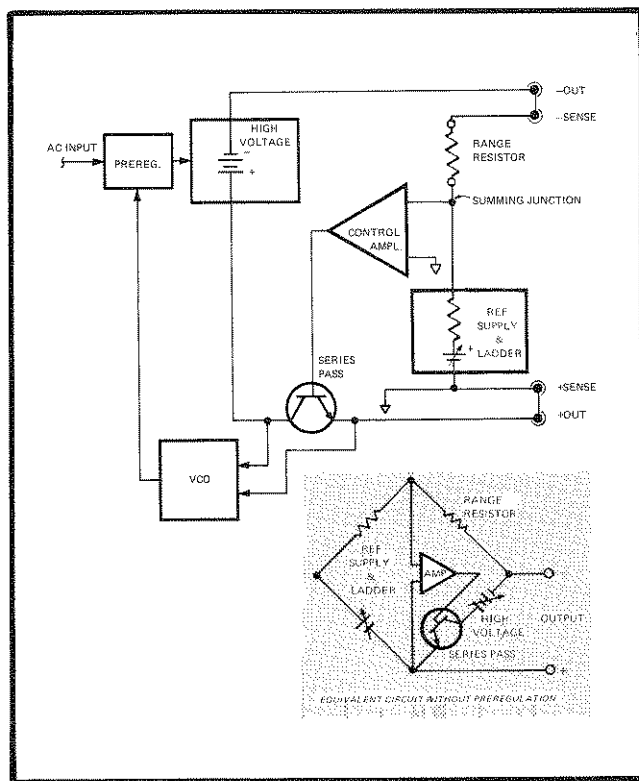 –OUT
–SENSE
HIGH
VOLTAGE
–
+
AC INPUT
PREREG.
RANGE
RESISTOR
SUMMING JUNCTION
CONTROL
AMPL.
REF
SUPPLY
&
LADDER
+
SERIES
PASS
+SENSE
+OUT
VCO
RANGE
RESISTOR
REF
SUPPLY
&
LADDER
AMP
–
HIGH
VOLTAGE
OUTPUT
SERIES PASS
+
EQUIVALENT CIRCUIT WITHOUT PREREGULATION